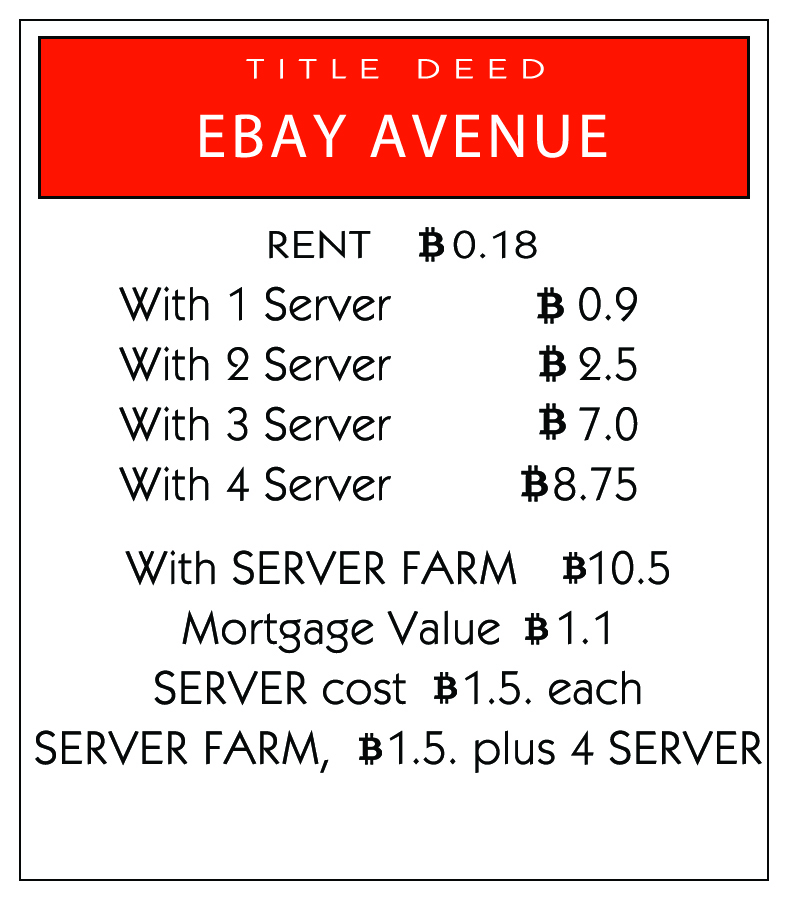 TITLE DEED
EBAY AVENUE
RENT ₿0.18
With 1 Server ₿ 0.9
With 2 Server ₿ 2.5
With 3 Server ₿ 7.0
With 4 Server ₿8.75
With SERVER FARM ₿10.5
Mortgage Value ₿1.1
SERVER cost ₿1.5. each
SERVER FARM, ₿1.5. plus 4 SERVER